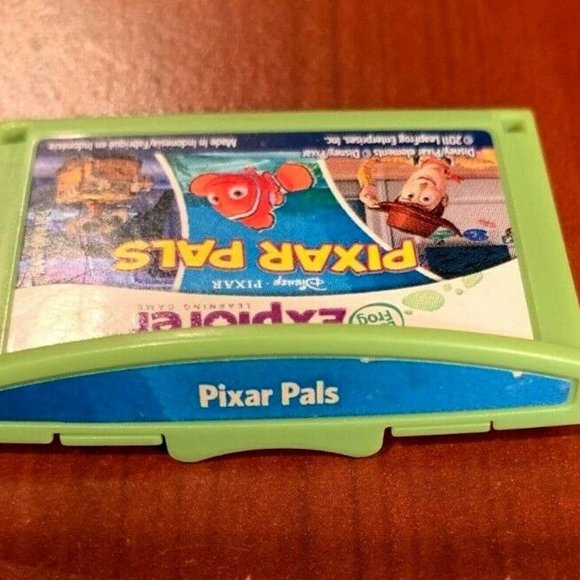 Frog
Explorer
LEARNING GAME
DISNEY · PIXAR
PIXAR PALS
Disney/Pixar elements © Disney/Pixar
© 2011 LeapFrog Enterprises, Inc.
Made in Indonesia/Fabriqué en Indonésie
Pixar Pals